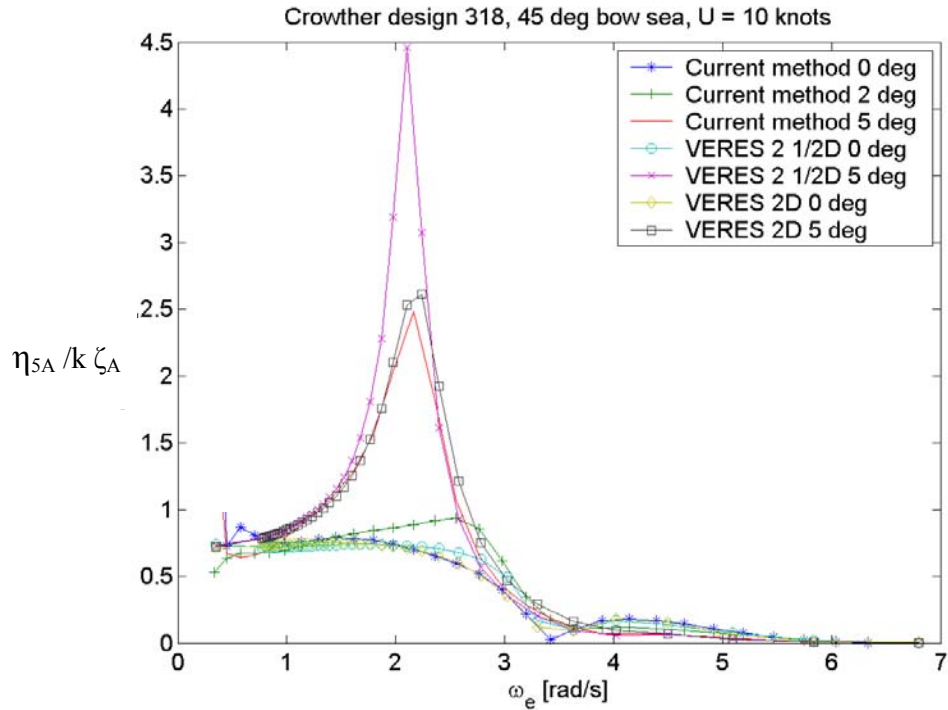 Crowther design 318, 45 deg bow sea, U = 10 knots
4.5
4
3.5
3
2.5
2
1.5
1
0.5
0
η5A /k ζA
Current method 0 deg
Current method 2 deg
Current method 5 deg
VERES 2 1/2D 0 deg
VERES 2 1/2D 5 deg
VERES 2D 0 deg
VERES 2D 5 deg
0 1 2 3 4 5 6 7
ω_e [rad/s]